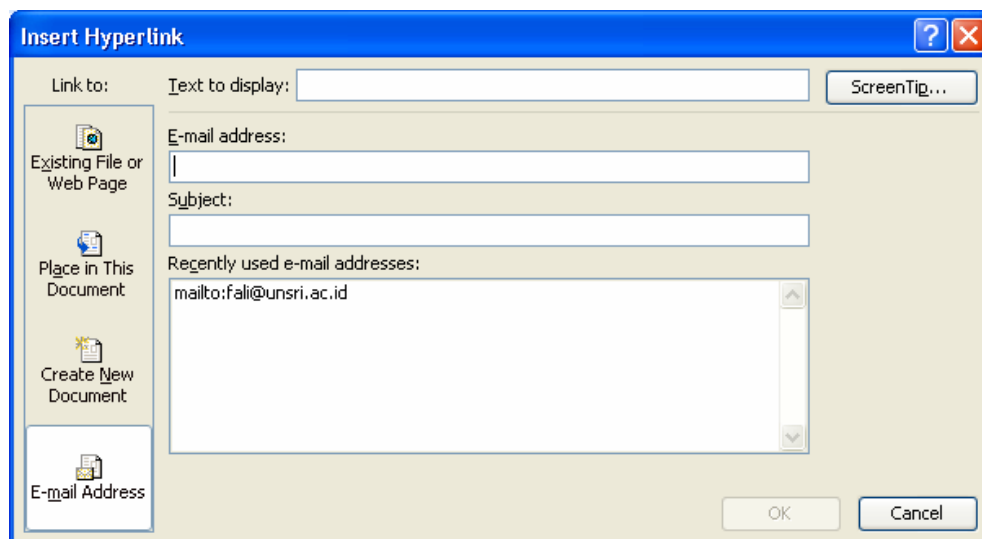 Insert Hyperlink
Link to:
Text to display:
ScreenTip...
Existing File or
Web Page
Place in This
Document
Create New
Document
E-mail Address
E-mail address:
Subject:
Recently used e-mail addresses:
mailto:fali@unsri.ac.id
OK
Cancel